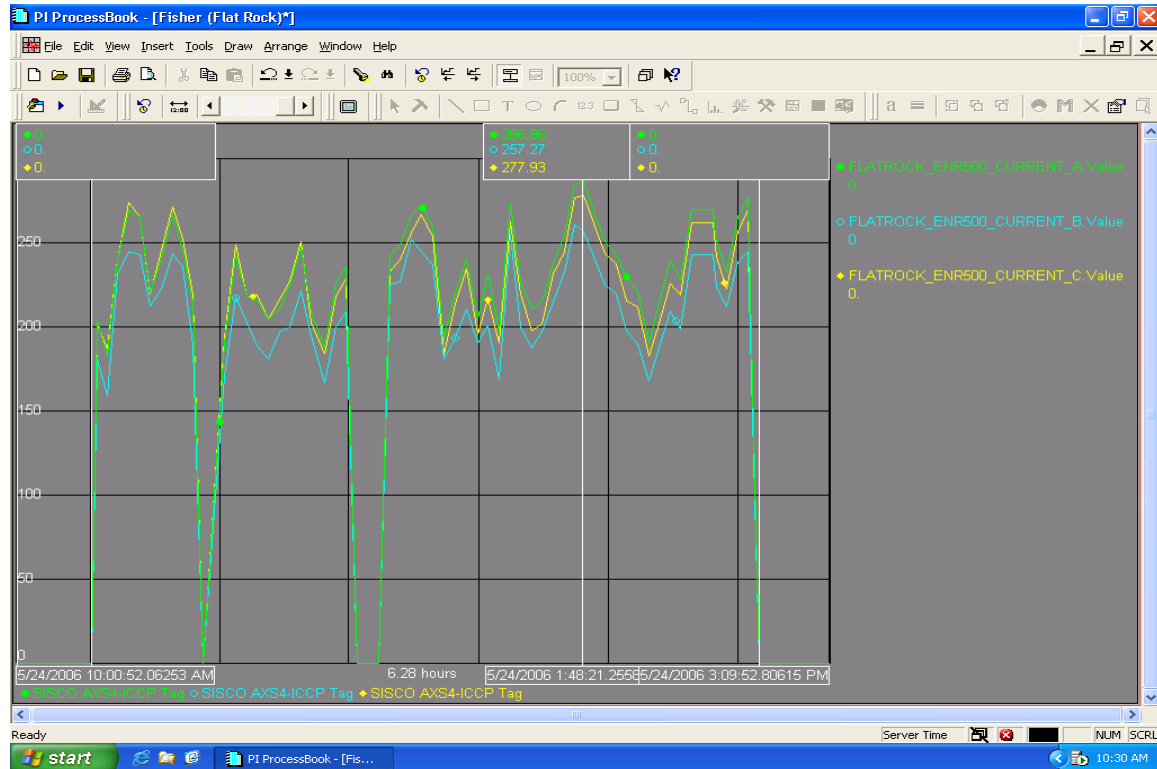 PI ProcessBook - [Fisher (Flat Rock)*]
File Edit View Insert Tools Draw Arrange Window Help
100%
12:00
T
123
a =
0.
0.
0.
257.27
277.93
0.
0.
0.
FLATROCK_ENR500_CURRENT_A.Value
0.
FLATROCK_ENR500_CURRENT_B.Value
0.
FLATROCK_ENR500_CURRENT_C.Value
0.
250
200
150
100
50
0
5/24/2006 10:00:52.06253 AM
6.28 hours
5/24/2006 1:48:21.2558
5/24/2006 3:09:52.80615 PM
SISCO AXS4-ICCP Tag SISCO AXS4-ICCP Tag SISCO AXS4-ICCP Tag
Ready
Server Time
NUM SCRL
start
PI ProcessBook - [Fis...
10:30 AM